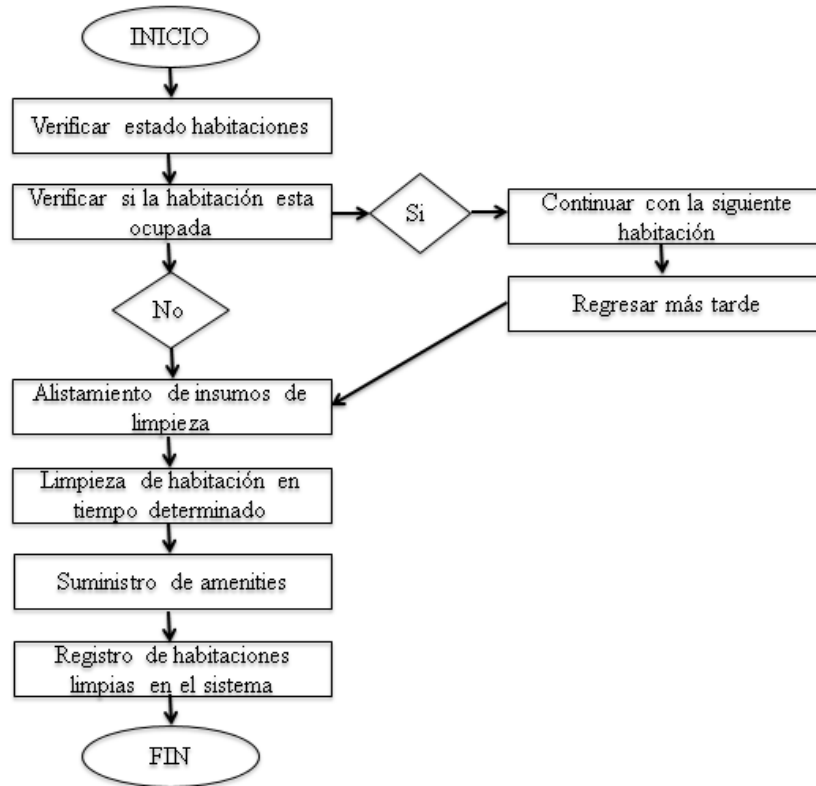 INICIO
Verificar estado habitaciones
Verificar si la habitación esta
ocupada
Si
Continuar con la siguiente
habitación
Regresar más tarde
No
Alistamiento de insumos de
limpieza
Limpieza de habitación en
tiempo determinado
Suministro de amenities
Registro de habitaciones
limpias en el sistema
FIN